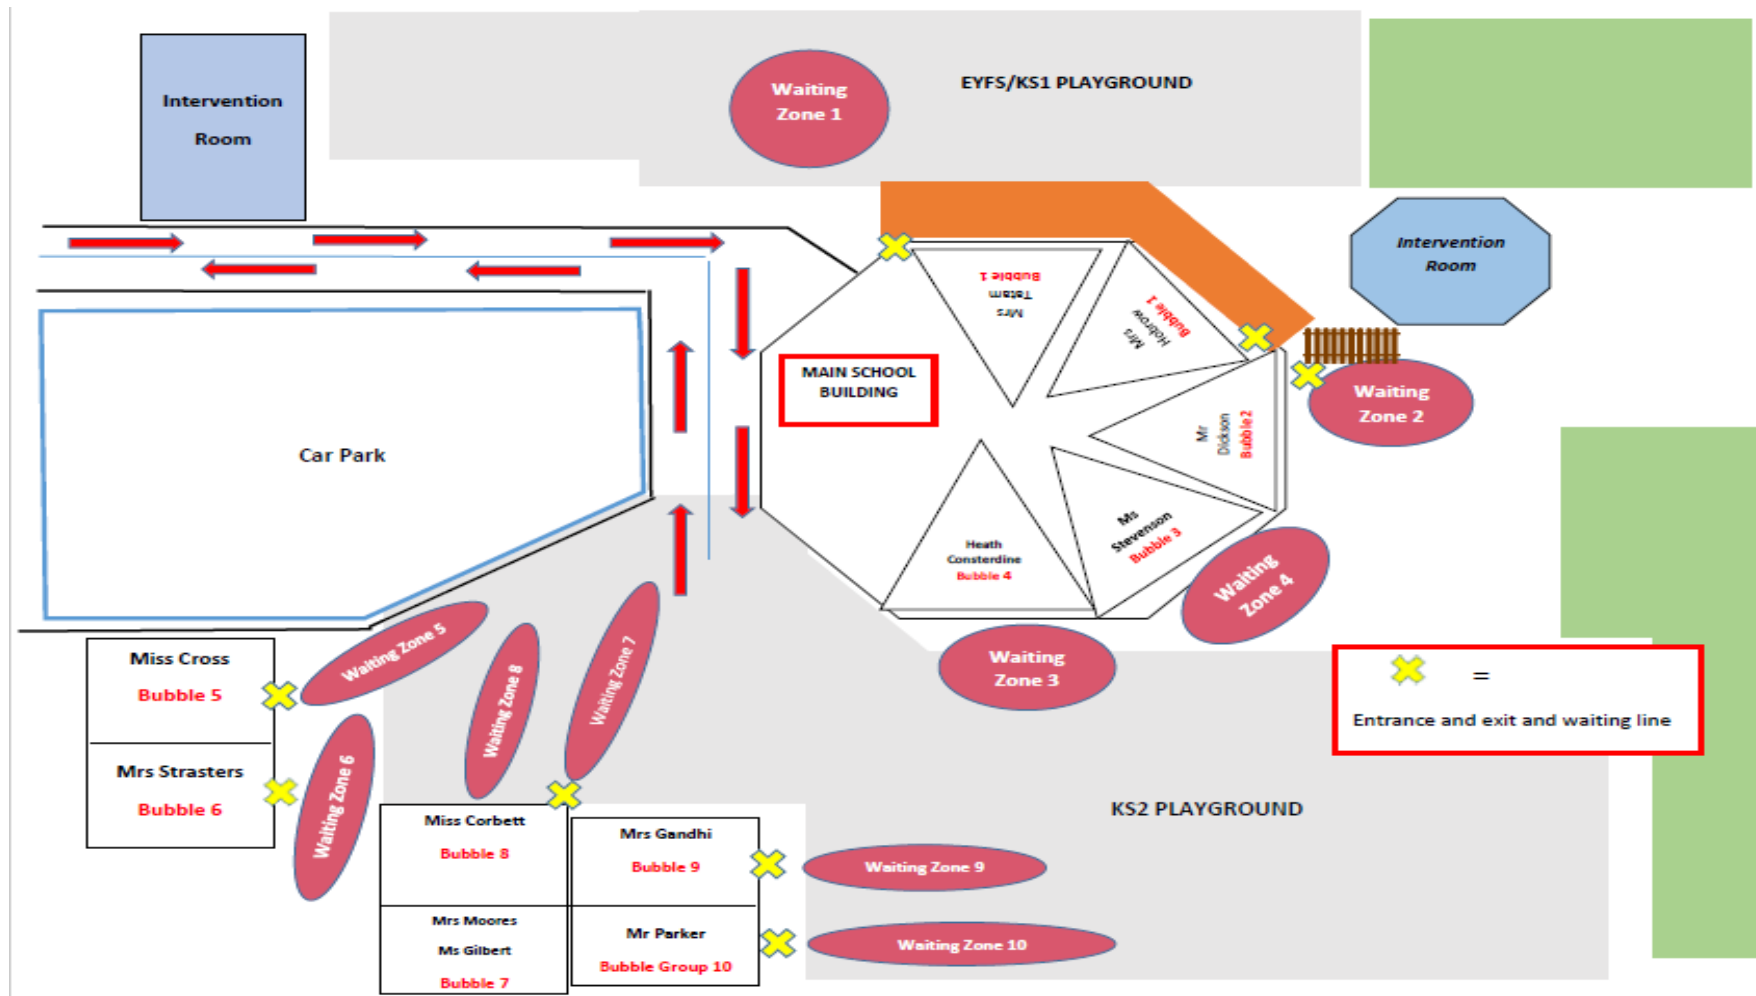 Intervention
Room
Waiting
Zone 1
EYFS/KS1 PLAYGROUND
Intervention
Room
Mrs
Tatam
Bubble 1
Mrs
Hobrow
Bubble 1
MAIN SCHOOL
BUILDING
Waiting
Zone 2
Mr
Dickson
Bubble2
Car Park
Ms
Stevenson
Bubble 3
Heath
Consterdine
Bubble 4
Waiting
Zone 4
Waiting
Zone 3
Miss Cross
Bubble 5
Mrs Strasters
Bubble 6
Waiting Zone 5
Waiting Zone 6
Waiting Zone 8
Waiting Zone 7
=
Entrance and exit and waiting line
KS2 PLAYGROUND
Miss Corbett
Bubble 8
Mrs Moores
Ms Gilbert
Bubble 7
Mrs Gandhi
Bubble 9
Mr Parker
Bubble Group 10
Waiting Zone 9
Waiting Zone 10